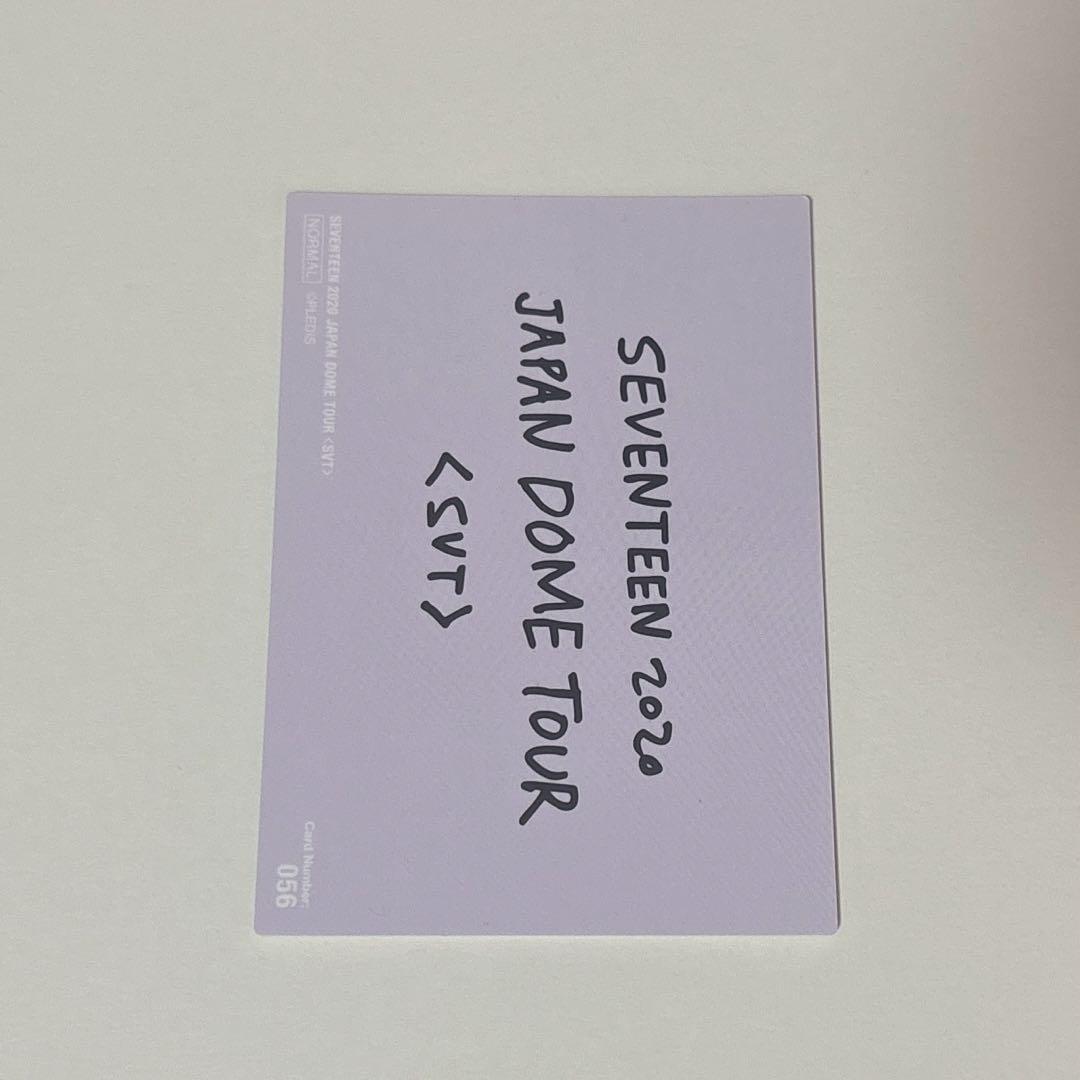 SEVENTEEN 2020
JAPAN DOME TOUR
<SVT>
SEVENTEEN 2020 JAPAN DOME TOUR <SVT>
NORMAL ©PLEDIS
Card Number:
056